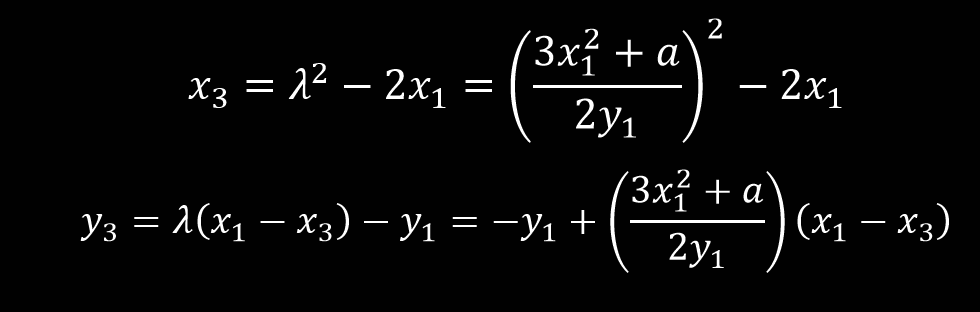 x₃ = λ² − 2x₁ = ((3x₁² + a)/(2y₁))² − 2x₁
y₃ = λ(x₁ − x₃) − y₁ = −y₁ + ((3x₁² + a)/(2y₁))(x₁ − x₃)